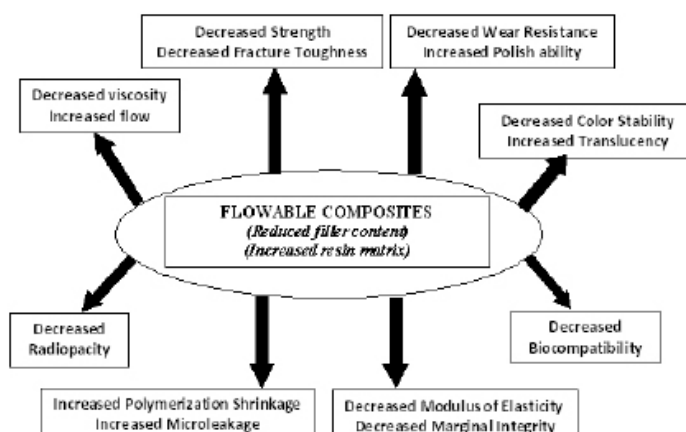 Decreased Strength
Decreased Fracture Toughness
Decreased Wear Resistance
Increased Polish ability
Decreased viscosity
Increased flow
Decreased Color Stability
Increased Translucency
FLOWABLE COMPOSITES
(Reduced filler content)
(Increased resin matrix)
Decreased
Radiopacity
Decreased
Biocompatibility
Increased Polymerization Shrinkage
Increased Microleakage
Decreased Modulus of Elasticity
Decreased Marginal Integrity